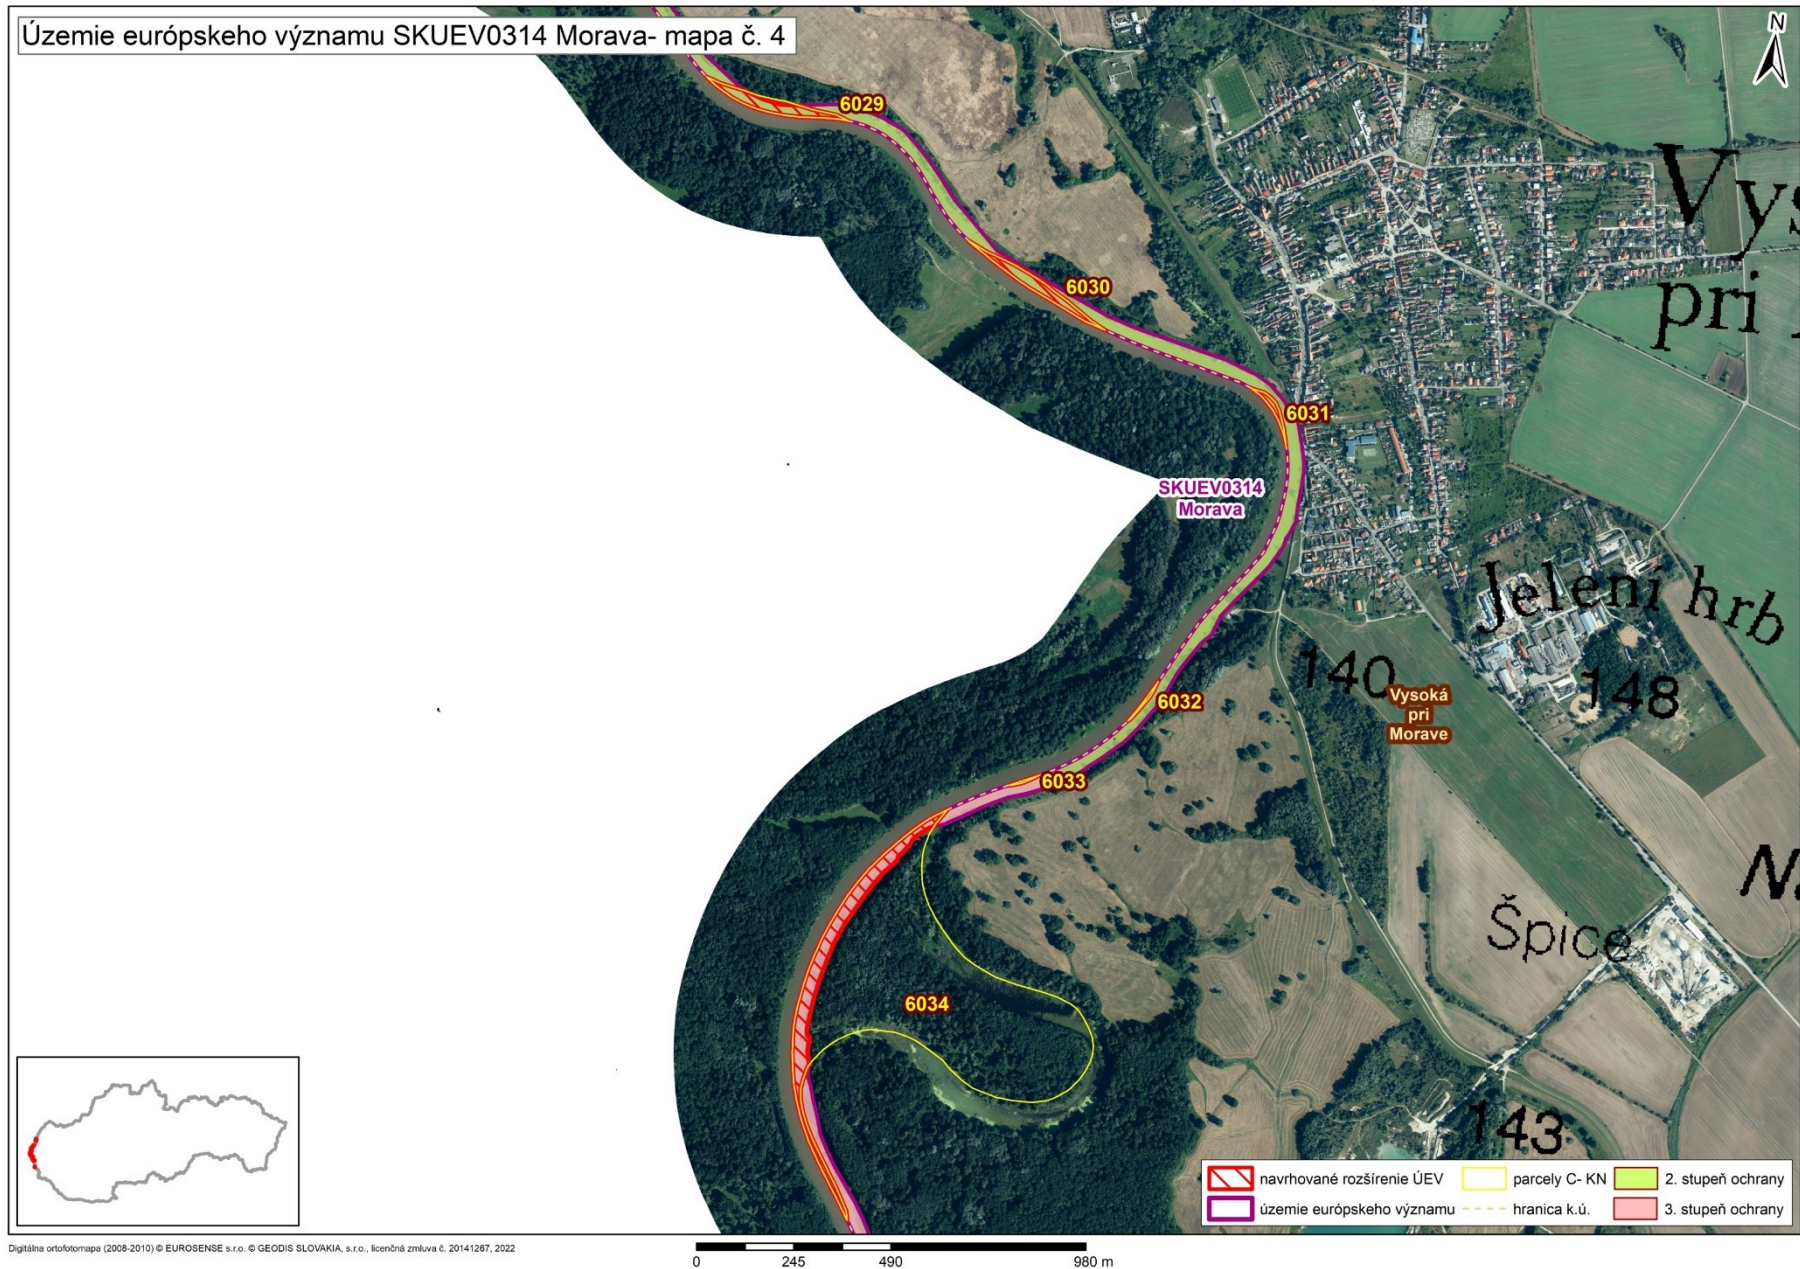 Územie európskeho významu SKUEV0314 Morava- mapa č. 4
N
6029
Vys
pri
6030
6031
SKUEV0314
Morava
Jelení hrb
140
148
6032
Vysoká
pri
Morave
6033
Špice
6034
143
navrhované rozšírenie ÚEV
parcely C- KN
2. stupeň ochrany
územie európskeho významu
hranica k.ú.
3. stupeň ochrany
Digitálna ortofotomapa (2008-2010) © EUROSENSE s.r.o. © GEODIS SLOVAKIA, s.r.o., licenčná zmluva č. 20141267, 2022
0 245 490 980 m